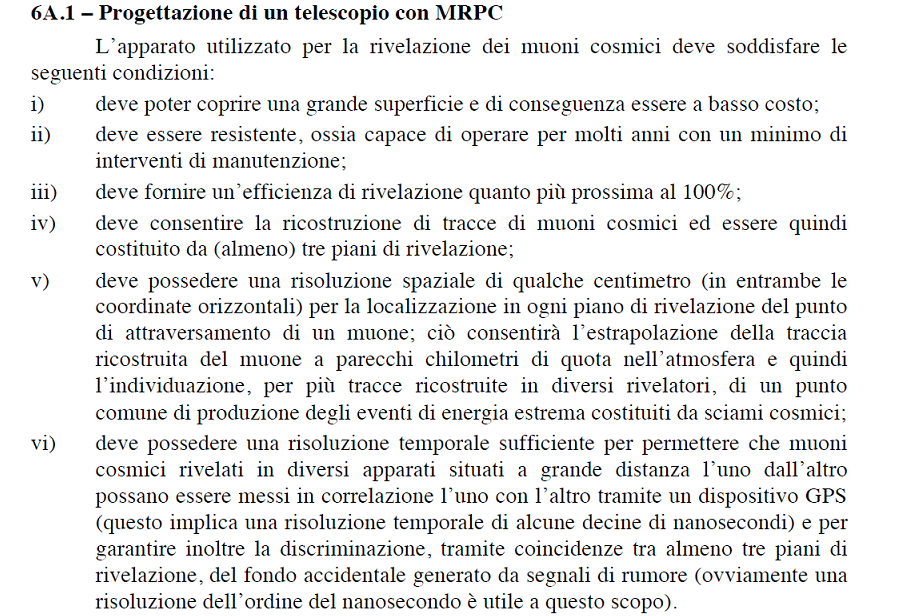 6A.1 – Progettazione di un telescopio con MRPC
L'apparato utilizzato per la rivelazione dei muoni cosmici deve soddisfare le
seguenti condizioni:
i) deve poter coprire una grande superficie e di conseguenza essere a basso costo;
ii) deve essere resistente, ossia capace di operare per molti anni con un minimo di
interventi di manutenzione;
iii) deve fornire un'efficienza di rivelazione quanto più prossima al 100%;
iv) deve consentire la ricostruzione di tracce di muoni cosmici ed essere quindi
costituito da (almeno) tre piani di rivelazione;
v) deve possedere una risoluzione spaziale di qualche centimetro (in entrambe le
coordinate orizzontali) per la localizzazione in ogni piano di rivelazione del punto
di attraversamento di un muone; ciò consentirà l'estrapolazione della traccia
ricostruita del muone a parecchi chilometri di quota nell'atmosfera e quindi
l'individuazione, per più tracce ricostruite in diversi rivelatori, di un punto
comune di produzione degli eventi di energia estrema costituiti da sciami cosmici;
vi) deve possedere una risoluzione temporale sufficiente per permettere che muoni
cosmici rivelati in diversi apparati situati a grande distanza l'uno dall'altro
possano essere messi in correlazione l'uno con l'altro tramite un dispositivo GPS
(questo implica una risoluzione temporale di alcune decine di nanosecondi) e per
garantire inoltre la discriminazione, tramite coincidenze tra almeno tre piani di
rivelazione, del fondo accidentale generato da segnali di rumore (ovviamente una
risoluzione dell'ordine del nanosecondo è utile a questo scopo).